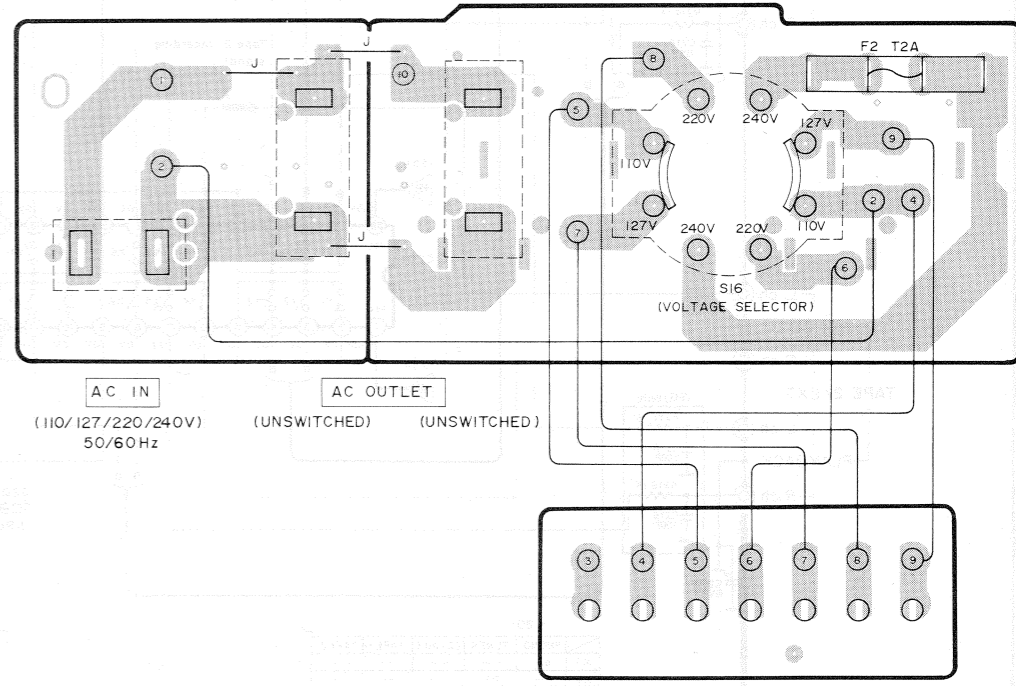 F2 T2A
J
J
1
10
8
5
220V
240V
127V
9
110V
2
2
4
127V
110V
7
240V
220V
J
6
S16
(VOLTAGE SELECTOR)
AC IN
AC OUTLET
(110/127/220/240V)
(UNSWITCHED)
(UNSWITCHED)
50/60Hz
3
4
5
6
7
8
9